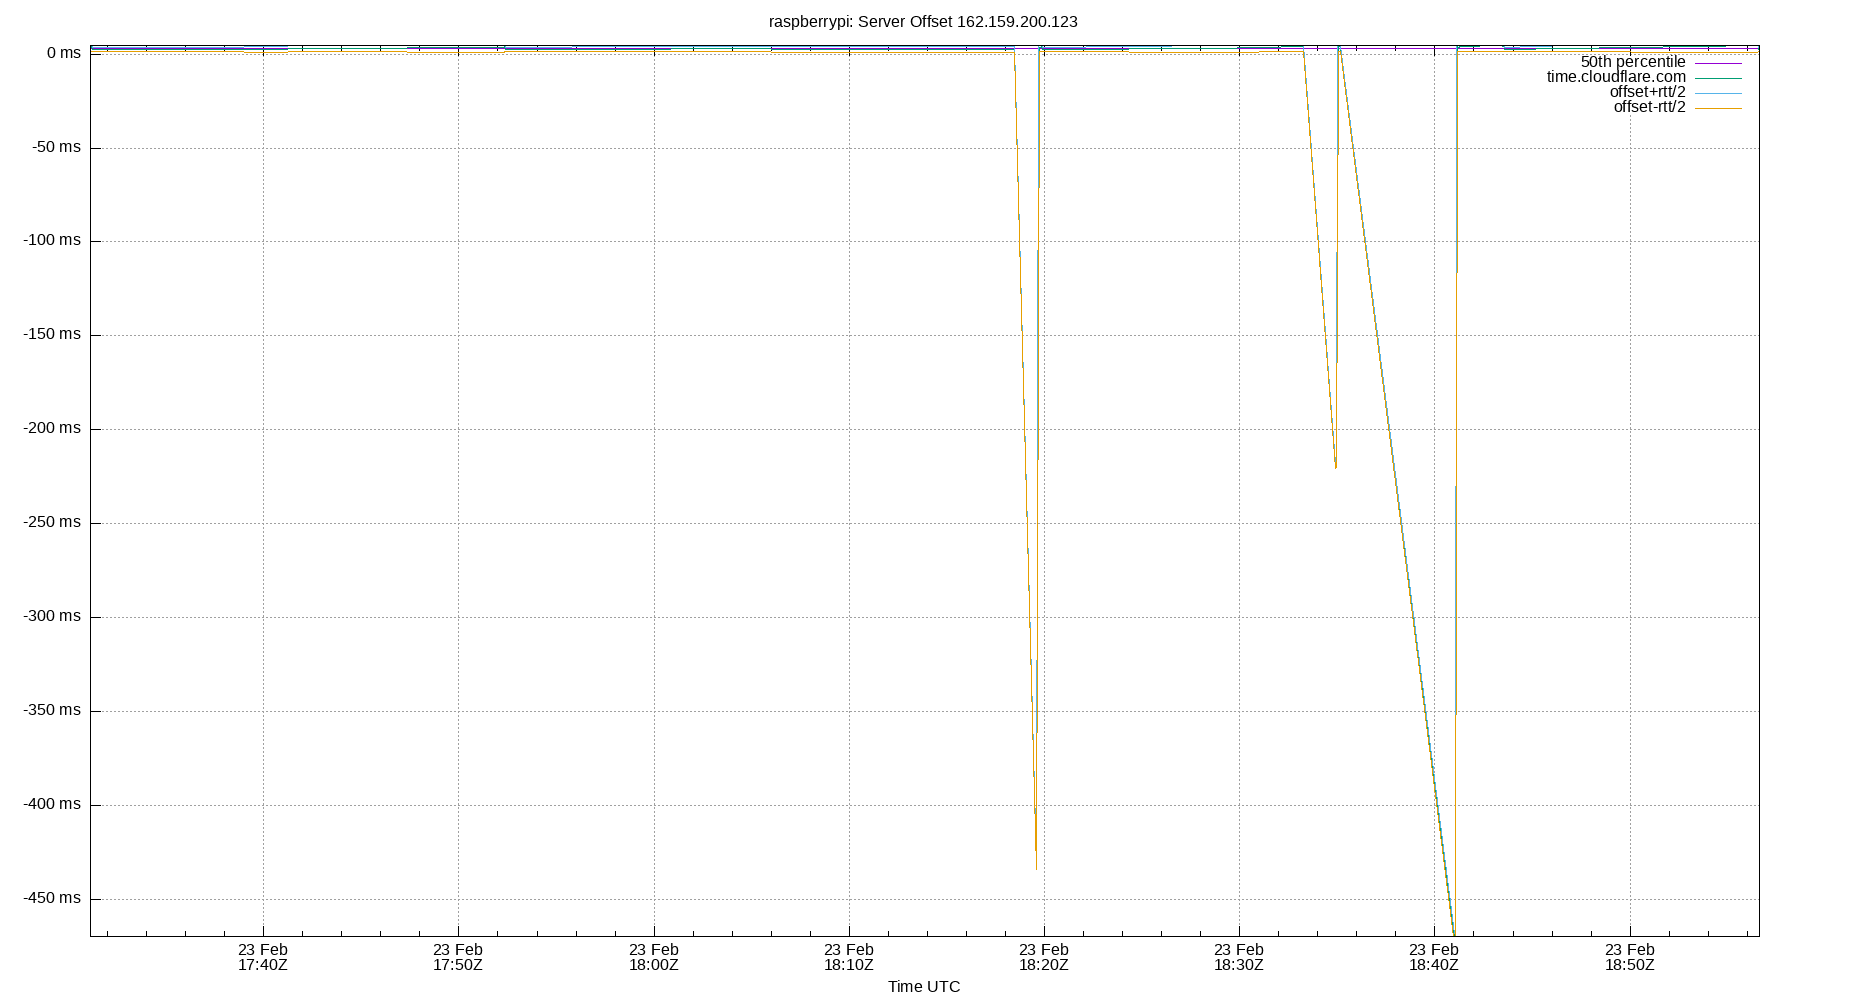 raspberrypi: Server Offset 162.159.200.123
0 ms
-50 ms
-100 ms
-150 ms
-200 ms
-250 ms
-300 ms
-350 ms
-400 ms
-450 ms
50th percentile
time.cloudflare.com
offset+rtt/2
offset-rtt/2
23 Feb 23 Feb 23 Feb 23 Feb 23 Feb 23 Feb 23 Feb 23 Feb
17:40Z 17:50Z 18:00Z 18:10Z 18:20Z 18:30Z 18:40Z 18:50Z
Time UTC